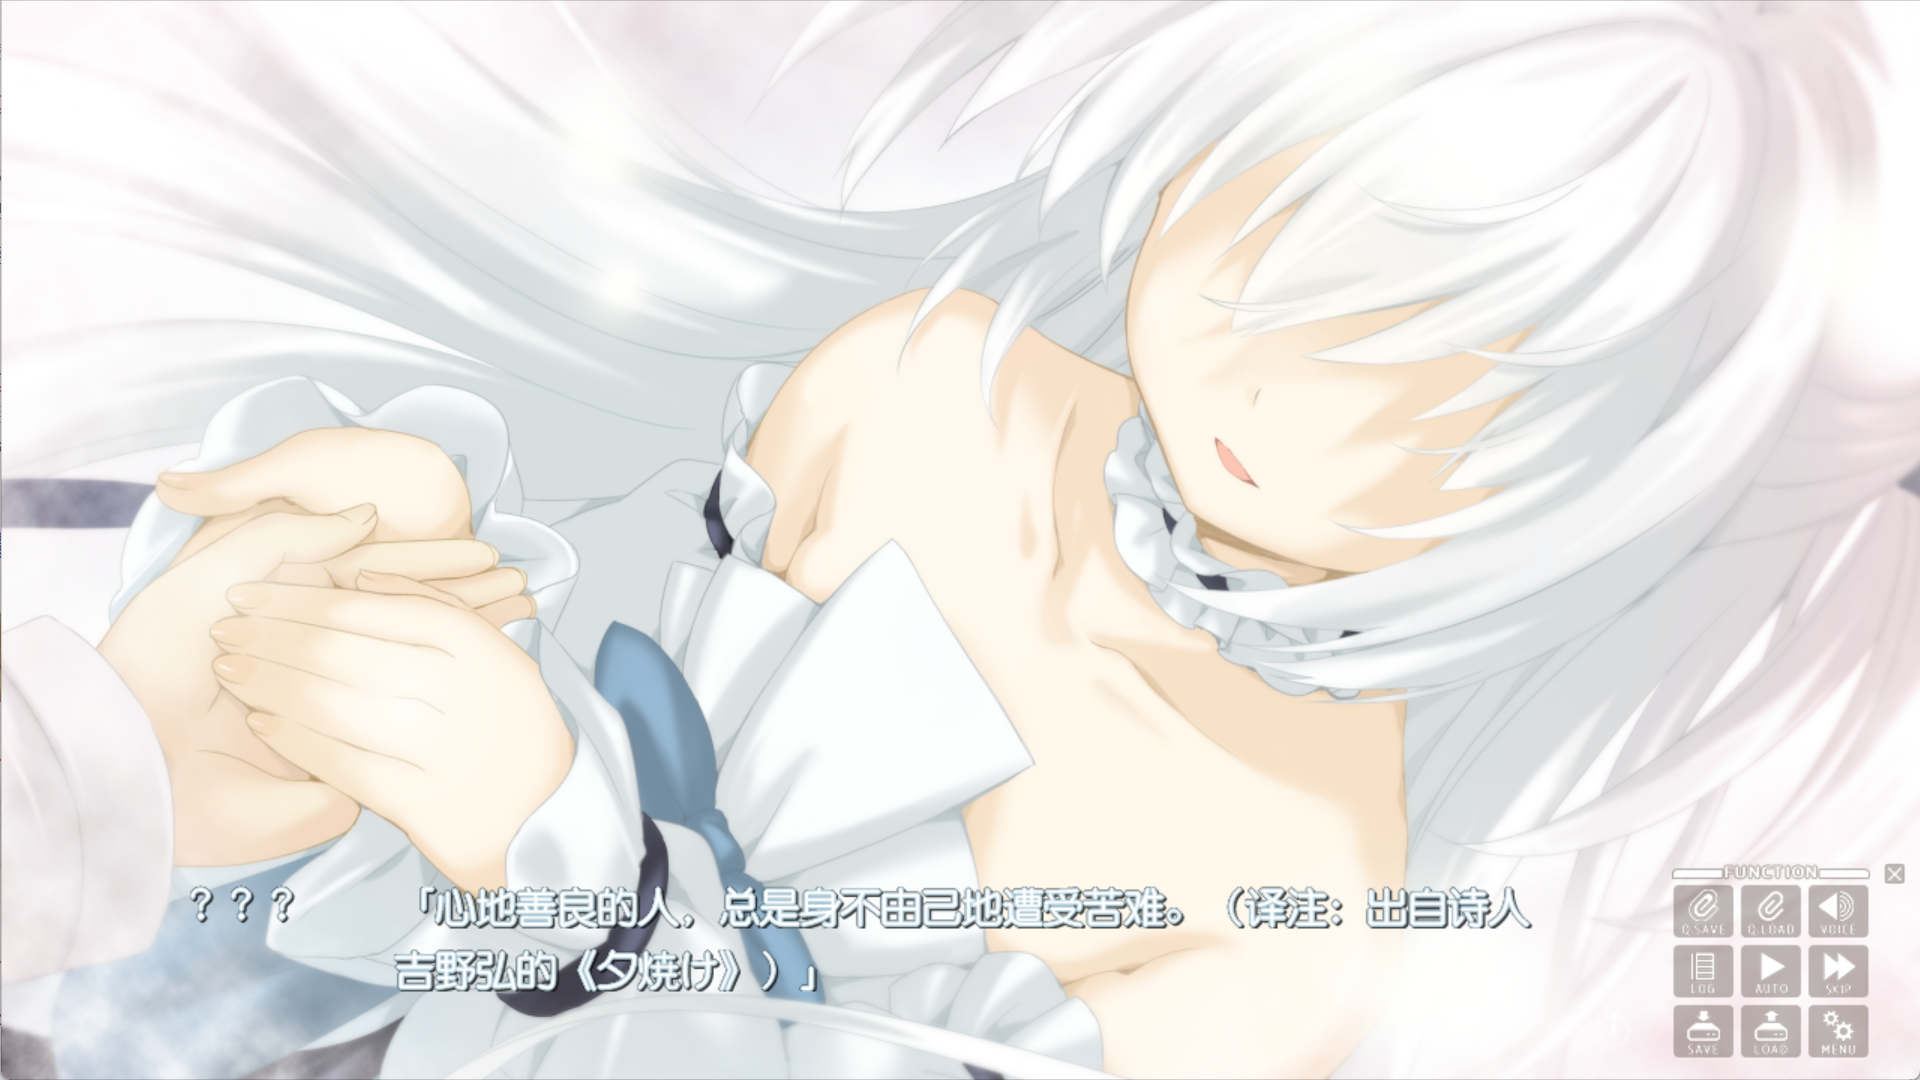 ？？？
「心地善良的人，总是身不由己地遭受苦难。（译注：出自诗人
吉野弘的《夕焼け》）」
FUNCTION
Q.SAVE
Q.LOAD
VOICE
LOG
AUTO
SKIP
SAVE
LOAD
MENU